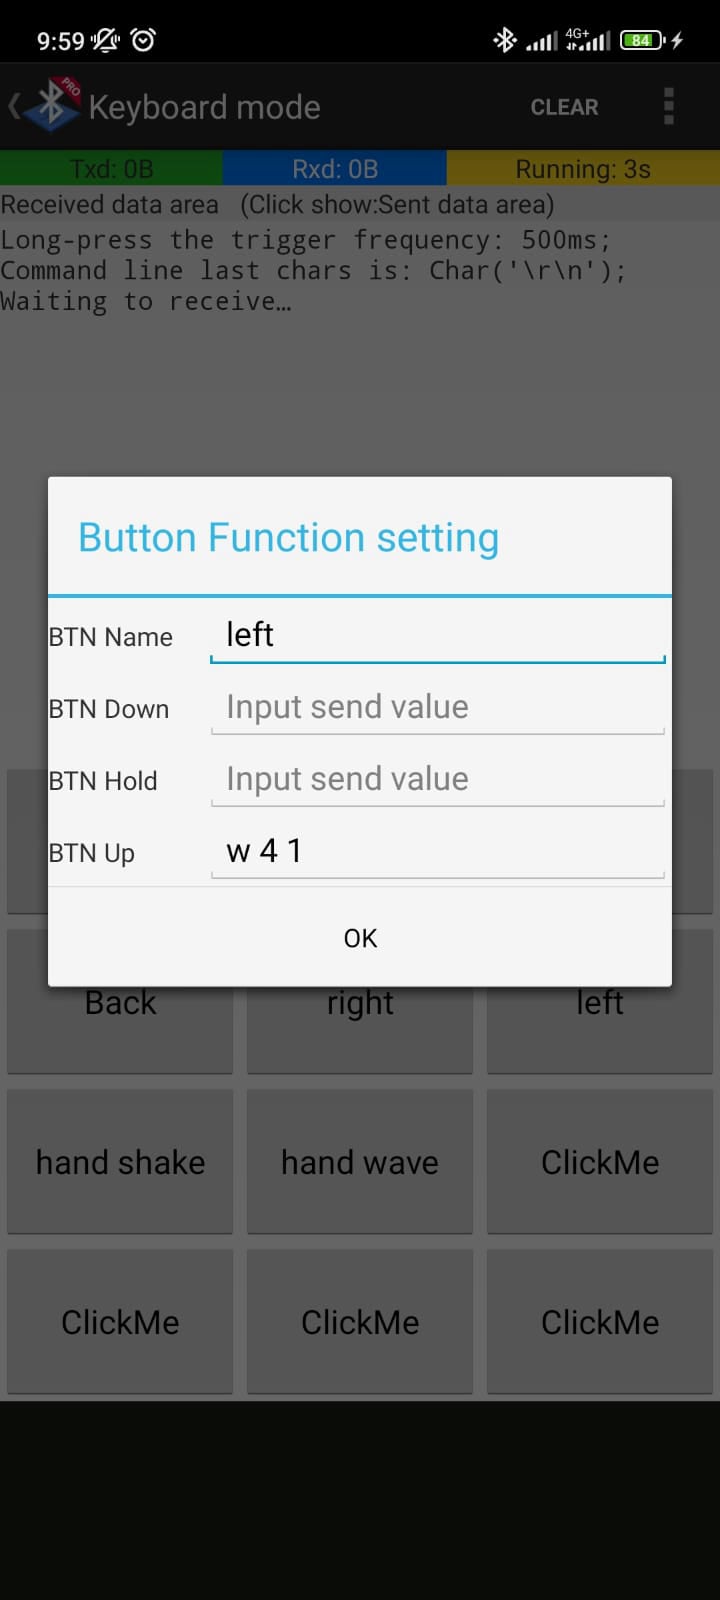 9:59 4G+ 84
PRO Keyboard mode CLEAR
Txd: 0B Rxd: 0B Running: 3s
Received data area (Click show:Sent data area)
Long-press the trigger frequency: 500ms;
Command line last chars is: Char('\r\n');
Waiting to receive…
Button Function setting
BTN Name left
BTN Down Input send value
BTN Hold Input send value
BTN Up w 4 1
OK
Back right left
hand shake hand wave ClickMe
ClickMe ClickMe ClickMe